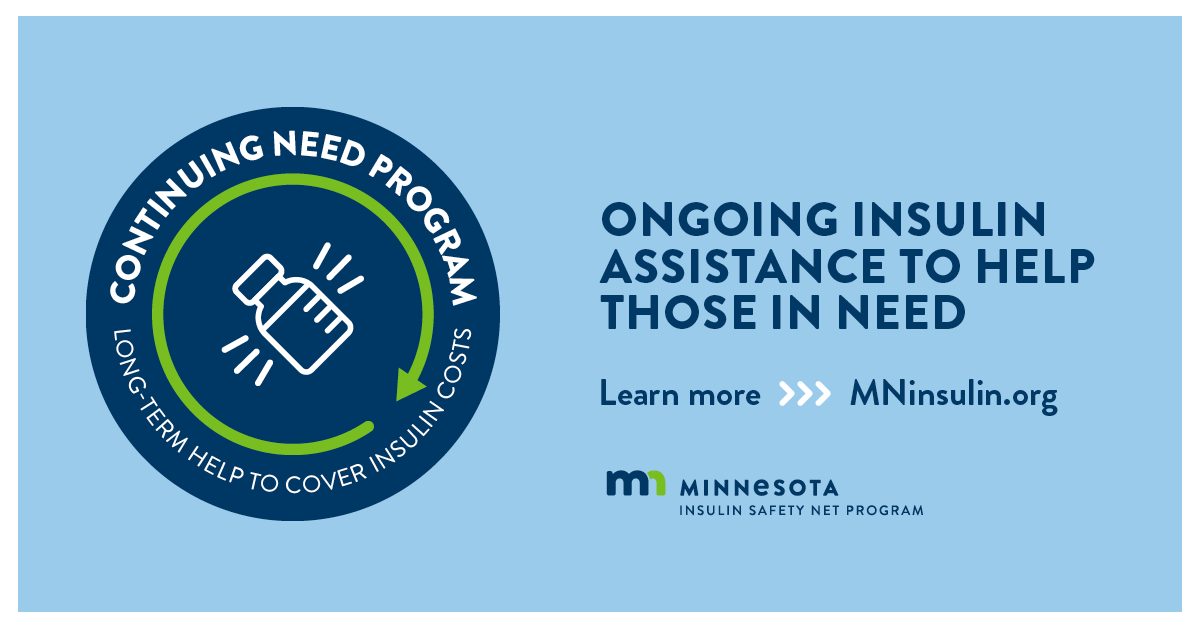 CONTINUING NEED PROGRAM
LONG-TERM HELP TO COVER INSULIN COSTS
ONGOING INSULIN
ASSISTANCE TO HELP
THOSE IN NEED
Learn more >>> MNinsulin.org
mn MINNeSOTA
INSULIN SAFETY NET PROGRAM